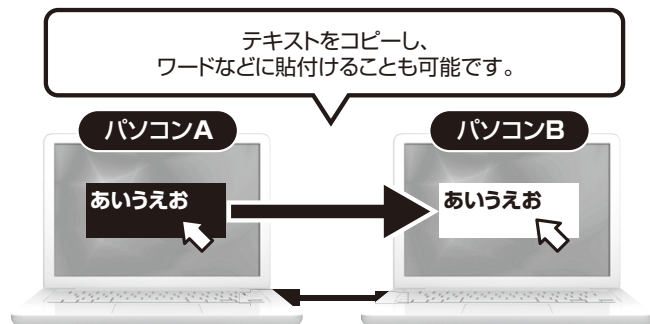 テキストをコピーし、
ワードなどに貼付けることも可能です。
パソコンA
パソコンB
あいうえお
あいうえお